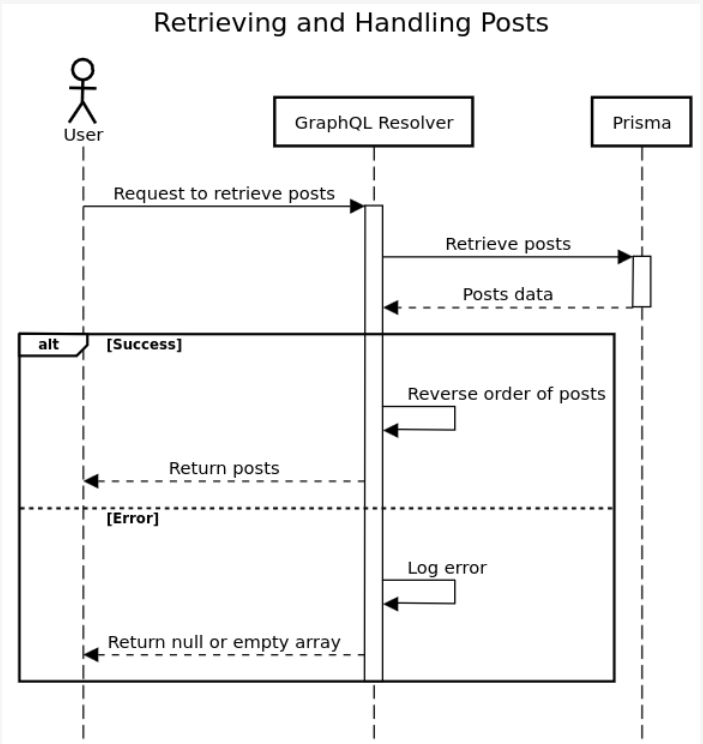 Retrieving and Handling Posts
User
GraphQL Resolver
Prisma
Request to retrieve posts
Retrieve posts
Posts data
alt
[Success]
Reverse order of posts
Return posts
[Error]
Log error
Return null or empty array